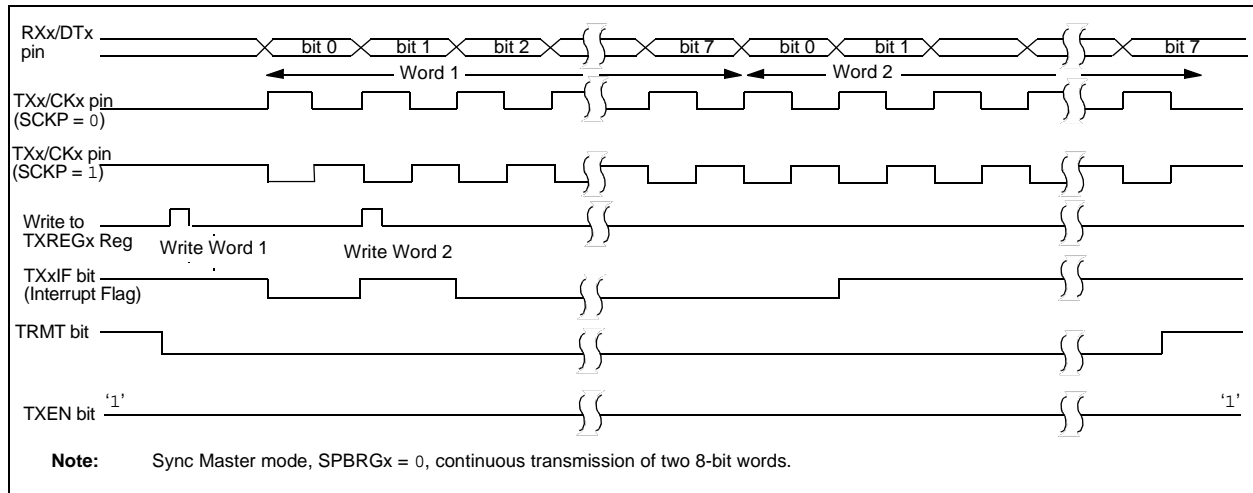 RXx/DTx
pin
bit 0 bit 1 bit 2 bit 7 bit 0 bit 1 bit 7
Word 1 Word 2
TXx/CKx pin
(SCKP = 0)
TXx/CKx pin
(SCKP = 1)
Write to
TXREGx Reg
Write Word 1 Write Word 2
TXxIF bit
(Interrupt Flag)
TRMT bit
TXEN bit
‘1’ ‘1’
Note: Sync Master mode, SPBRGx = 0, continuous transmission of two 8-bit words.